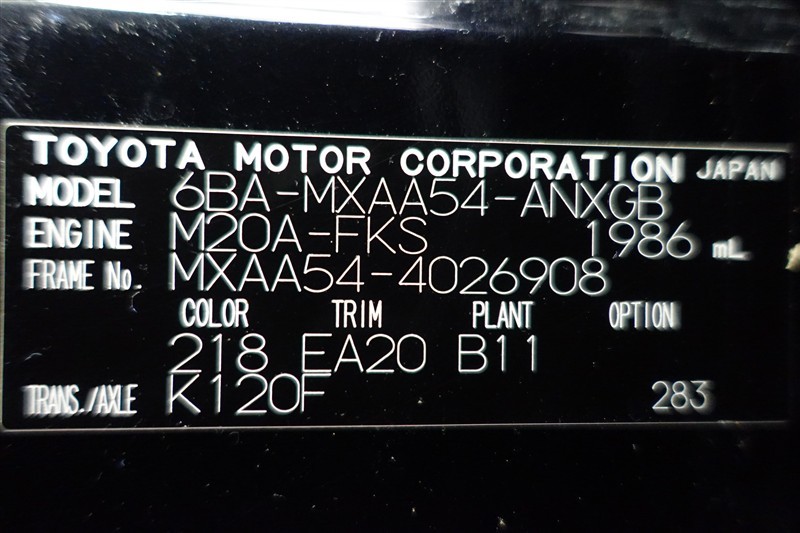 TOYOTA MOTOR CORPORATION JAPAN
MODEL 6BA-MXAA54-ANXGB
ENGINE M20A-FKS 1986 mL
FRAME No. MXAA54-4026908
COLOR TRIM PLANT OPTION
218 EA20 B11
TRANS./AXLE K120F 283